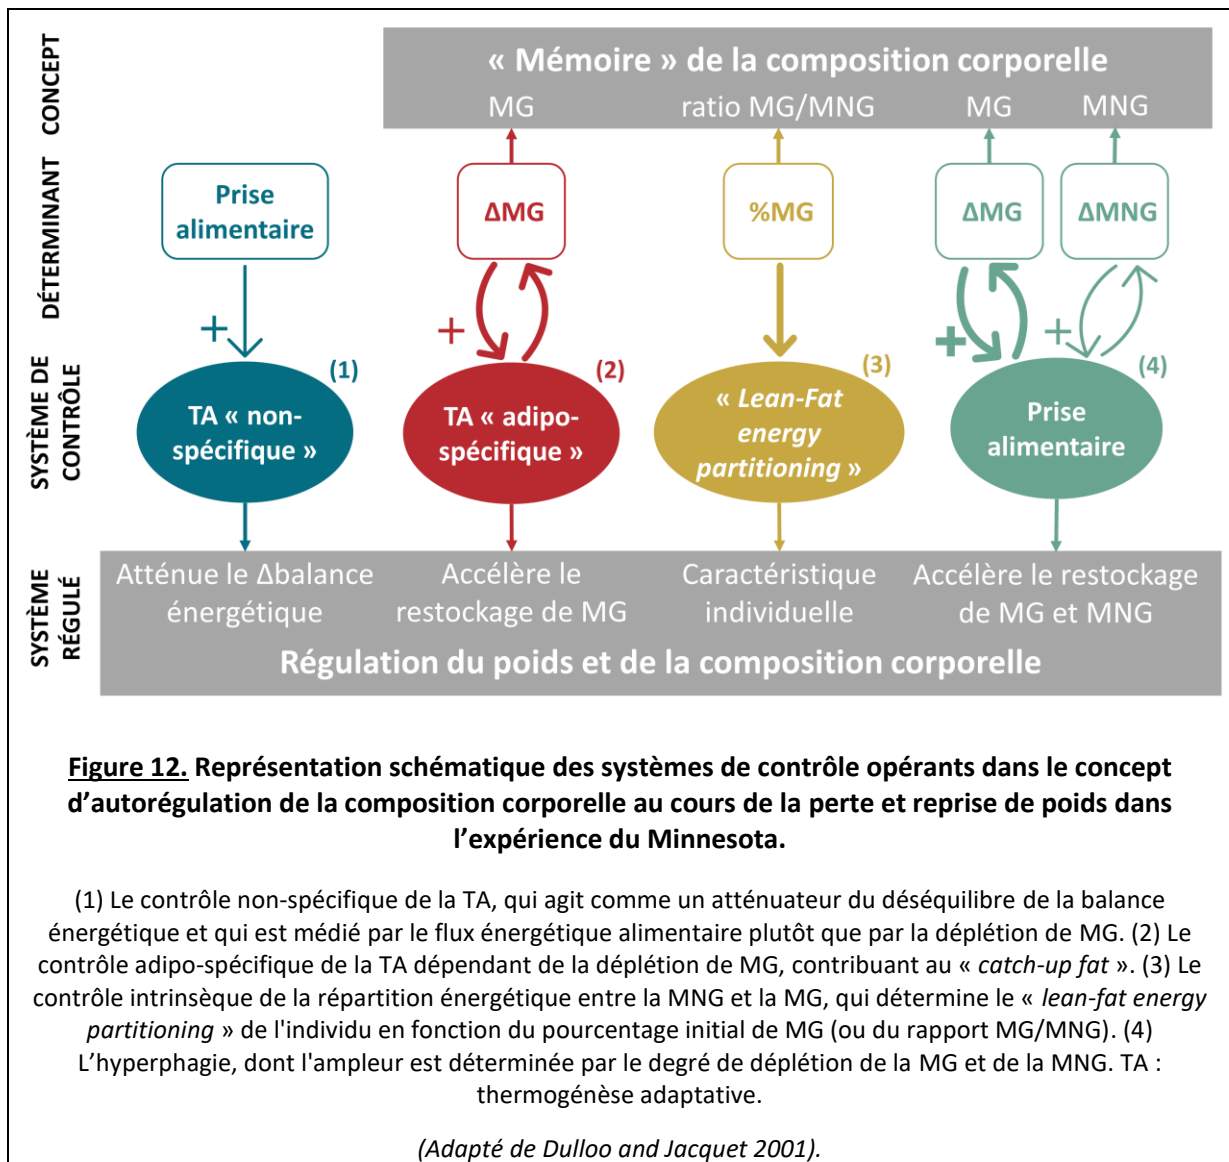 CONCEPT
« Mémoire » de la composition corporelle
MG
ratio MG/MNG
MG
MNG
DÉTERMINANT
Prise
alimentaire
ΔMG
%MG
ΔMG
ΔMNG
+
+
+
+
SYSTÈME DE
CONTRÔLE
(1)
TA « non-
spécifique »
(2)
TA « adipo-
spécifique »
(3)
« Lean-Fat
energy
partitioning »
(4)
Prise
alimentaire
SYSTÈME
RÉGULÉ
Atténue le Δbalance
énergétique
Accélère le
restockage de MG
Caractéristique
individuelle
Accélère le restockage
de MG et MNG
Régulation du poids et de la composition corporelle
Figure 12. Représentation schématique des systèmes de contrôle opérants dans le concept
d’autorégulation de la composition corporelle au cours de la perte et reprise de poids dans
l’expérience du Minnesota.
(1) Le contrôle non-spécifique de la TA, qui agit comme un atténuateur du déséquilibre de la balance
énergétique et qui est médié par le flux énergétique alimentaire plutôt que par la déplétion de MG. (2) Le
contrôle adipo-spécifique de la TA dépendant de la déplétion de MG, contribuant au « catch-up fat ». (3) Le
contrôle intrinsèque de la répartition énergétique entre la MNG et la MG, qui détermine le « lean-fat energy
partitioning » de l'individu en fonction du pourcentage initial de MG (ou du rapport MG/MNG). (4)
L’hyperphagie, dont l'ampleur est déterminée par le degré de déplétion de la MG et de la MNG. TA :
thermogénèse adaptative.
(Adapté de Dulloo and Jacquet 2001).